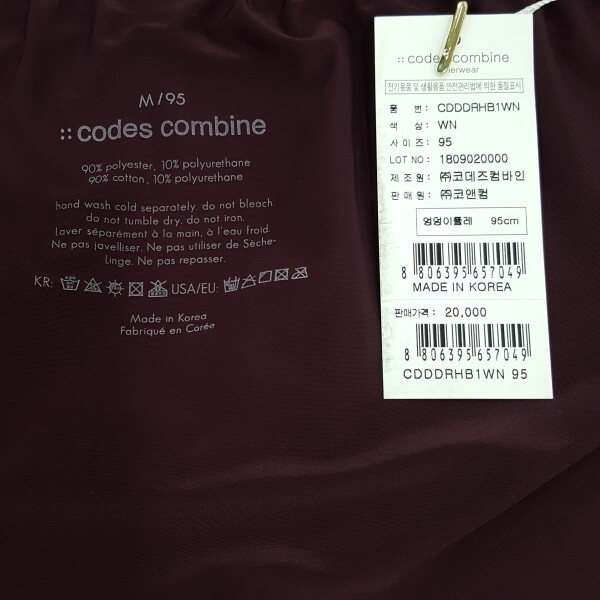 M/95
:: codes combine
90% polyester, 10% polyurethane
90% cotton, 10% polyurethane
hand wash cold separately. do not bleach.
do not tumble dry. do not iron.
Laver séparément à la main, à l'eau froid.
Ne pas javelliser. Ne pas utiliser de Sèche-
Linge. Ne pas repasser.
KR: USA/EU:
Made in Korea
Fabriqué en Corée
:: codes combine
nerwear
전기용품 및 생활용품 안전관리법에 의한 품질표시
품 번: CDDDRHB1WN
색 상: WN
사 이 즈: 95
LOT NO: 1809020000
제 조 원: ㈜코데즈컴바인
판 매 원: ㈜코앤컴
엉덩이둘레 95cm
8 806395 657049
MADE IN KOREA
판매가격: 20,000
8 806395 657049
CDDDRHB1WN 95